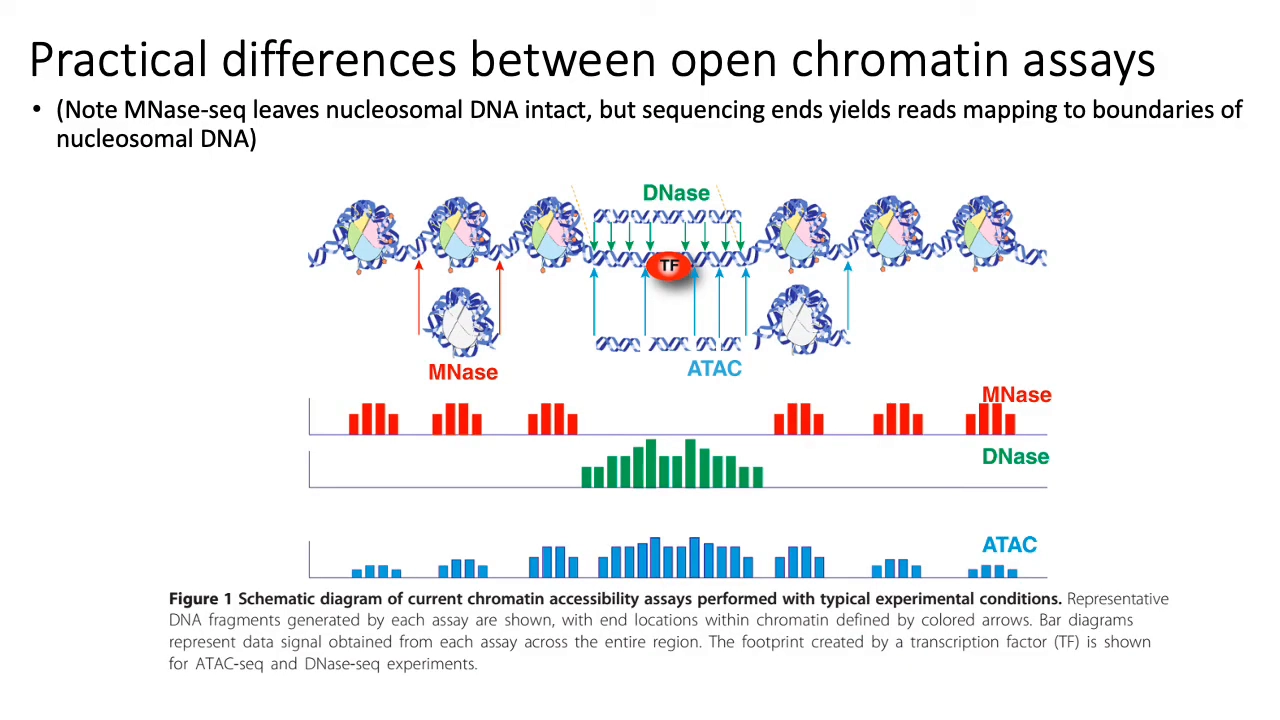 Practical differences between open chromatin assays
• (Note MNase-seq leaves nucleosomal DNA intact, but sequencing ends yields reads mapping to boundaries of
nucleosomal DNA)
DNase
TF
MNase
ATAC
MNase
DNase
ATAC
Figure 1 Schematic diagram of current chromatin accessibility assays performed with typical experimental conditions. Representative
DNA fragments generated by each assay are shown, with end locations within chromatin defined by colored arrows. Bar diagrams
represent data signal obtained from each assay across the entire region. The footprint created by a transcription factor (TF) is shown
for ATAC-seq and DNase-seq experiments.